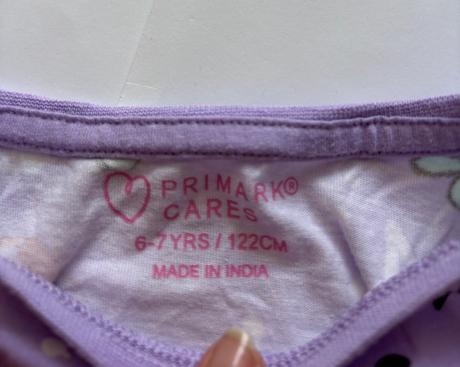 PRIMARK®
CARES
6-7YRS / 122CM
MADE IN INDIA